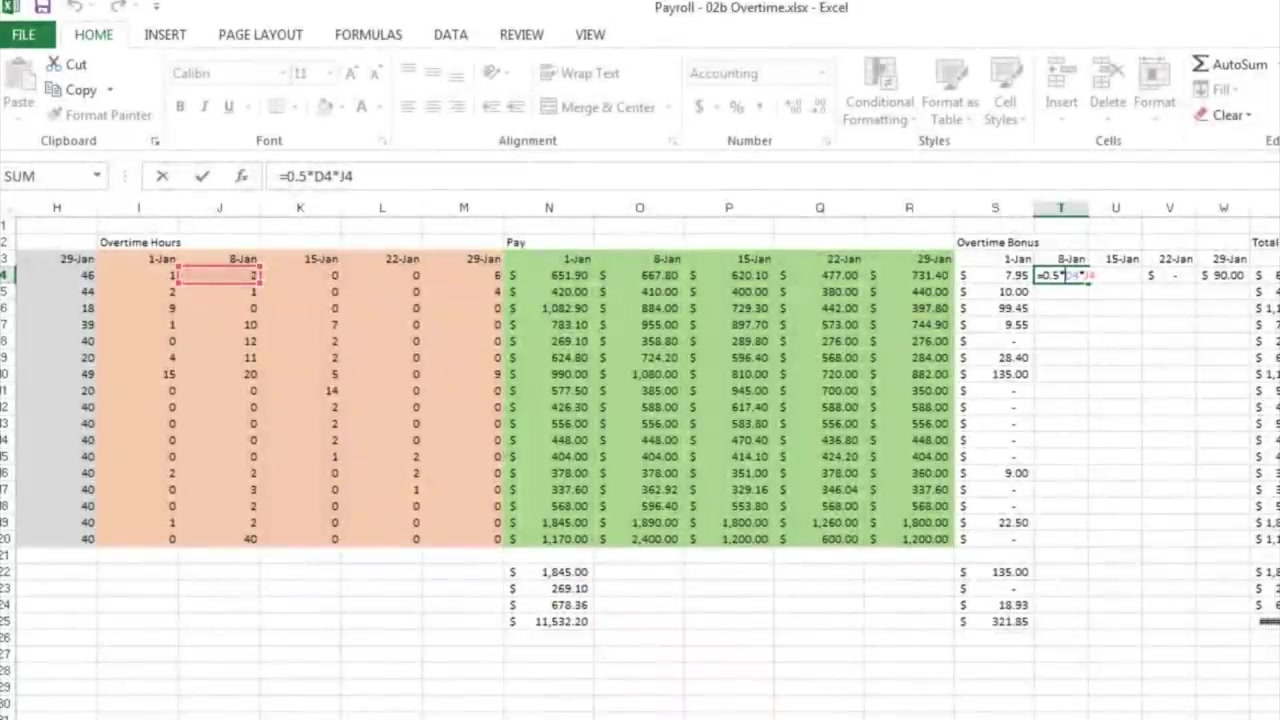 Payroll - 02b Overtime.xlsx - Excel
FILE HOME INSERT PAGE LAYOUT FORMULAS DATA REVIEW VIEW
Cut
Copy
Format Painter
Paste
Calibri 11
B I U
Wrap Text
Merge & Center
Accounting
$ % ,
Conditional Formatting
Format as Table
Cell Styles
Insert Delete Format
AutoSum
Fill
Clear
Clipboard Font Alignment Number Styles Cells Ed
SUM =0.5*D4*J4
H I J K L M N O P Q R S T U V W
1
2 Overtime Hours Pay Overtime Bonus Total
3 29-Jan 1-Jan 8-Jan 15-Jan 22-Jan 29-Jan 1-Jan 8-Jan 15-Jan 22-Jan 29-Jan 1-Jan 8-Jan 15-Jan 22-Jan 29-Jan
4 46 1 2 0 0 6 $ 651.90 $ 667.80 $ 620.10 $ 477.00 $ 731.40 $ 7.95 =0.5*D4*J4 $ - $ 90.00 $
5 44 2 1 0 0 4 $ 420.00 $ 410.00 $ 400.00 $ 380.00 $ 440.00 $ 10.00 $
6 18 9 0 0 0 0 $ 1,082.90 $ 884.00 $ 729.30 $ 442.00 $ 397.80 $ 99.45 $ 1,1
7 39 1 10 7 0 0 $ 783.10 $ 955.00 $ 897.70 $ 573.00 $ 744.90 $ 9.55 $
8 40 0 12 2 0 0 $ 269.10 $ 358.80 $ 289.80 $ 276.00 $ 276.00 $ - $
9 20 4 11 2 0 0 $ 624.80 $ 724.20 $ 596.40 $ 568.00 $ 284.00 $ 28.40 $
10 49 15 20 5 0 9 $ 990.00 $ 1,080.00 $ 810.00 $ 720.00 $ 882.00 $ 135.00 $ 1,1
11 20 0 0 14 0 0 $ 577.50 $ 385.00 $ 945.00 $ 700.00 $ 350.00 $ - $
12 40 0 0 2 0 0 $ 426.30 $ 588.00 $ 617.40 $ 588.00 $ 588.00 $ - $
13 40 0 0 2 0 0 $ 556.00 $ 556.00 $ 583.80 $ 556.00 $ 556.00 $ - $
14 40 0 0 2 0 0 $ 448.00 $ 448.00 $ 470.40 $ 436.80 $ 448.00 $ - $
15 40 0 0 1 2 0 $ 404.00 $ 404.00 $ 414.10 $ 424.20 $ 404.00 $ - $
16 40 2 2 0 2 0 $ 378.00 $ 378.00 $ 351.00 $ 378.00 $ 360.00 $ 9.00 $
17 40 0 3 0 1 0 $ 337.60 $ 362.92 $ 329.16 $ 346.04 $ 337.60 $ - $
18 40 0 2 0 0 0 $ 568.00 $ 596.40 $ 553.80 $ 568.00 $ 568.00 $ - $
19 40 1 2 0 0 0 $ 1,845.00 $ 1,890.00 $ 1,800.00 $ 1,260.00 $ 1,800.00 $ 22.50 $ 1,8
20 40 0 40 0 0 0 $ 1,170.00 $ 2,400.00 $ 1,200.00 $ 600.00 $ 1,200.00 $ - $ 1,1
21
22 $ 1,845.00 $ 135.00 $ 1,8
23 $ 269.10 $ - $
24 $ 678.36 $ 18.93 $
25 $ 11,532.20 $ 321.85 ###
26
27
28
29
30